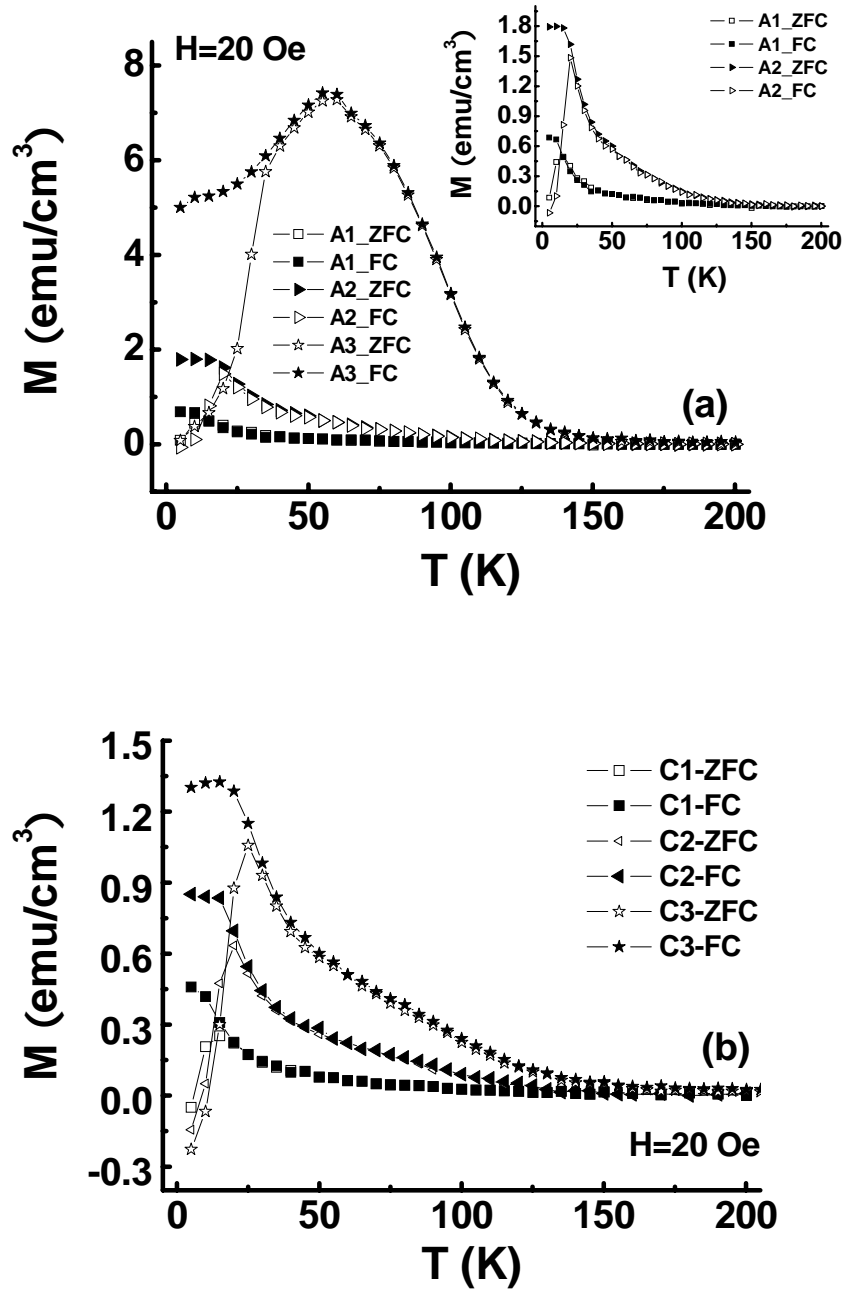 H=20 Oe
8
6
4
2
0
M (emu/cm³)
0
50
100
150
200
T (K)
A1_ZFC
A1_FC
A2_ZFC
A2_FC
A3_ZFC
A3_FC
(a)
1.8
1.5
1.2
0.9
0.6
0.3
0.0
M (emu/cm³)
0
50
100
150
200
T (K)
A1_ZFC
A1_FC
A2_ZFC
A2_FC
1.5
1.2
0.9
0.6
0.3
0.0
-0.3
M (emu/cm³)
0
50
100
150
200
T (K)
C1-ZFC
C1-FC
C2-ZFC
C2-FC
C3-ZFC
C3-FC
(b)
H=20 Oe